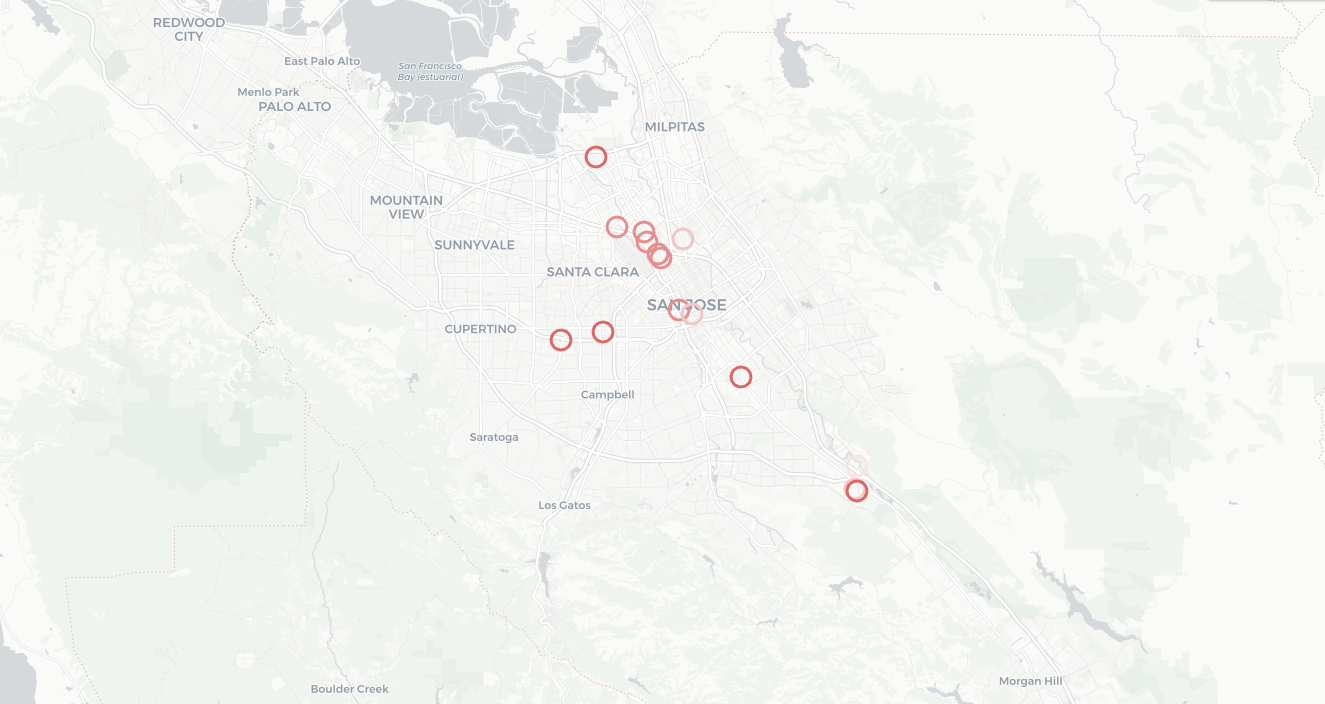 REDWOOD
CITY
East Palo Alto
San Francisco
Bay (estuarial)
Menlo Park
PALO ALTO
MILPITAS
MOUNTAIN
VIEW
SUNNYVALE
SANTA CLARA
SAN JOSE
CUPERTINO
Campbell
Saratoga
Los Gatos
Morgan Hill
Boulder Creek